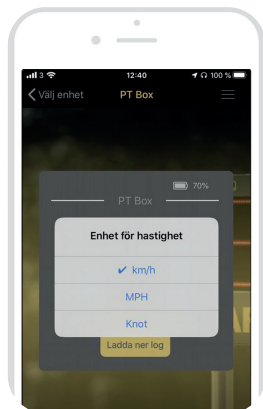 3 12:40 100 %
Välj enhet PT Box
70%
PT Box
Enhet för hastighet
✔ km/h
MPH
Knot
Ladda ner log